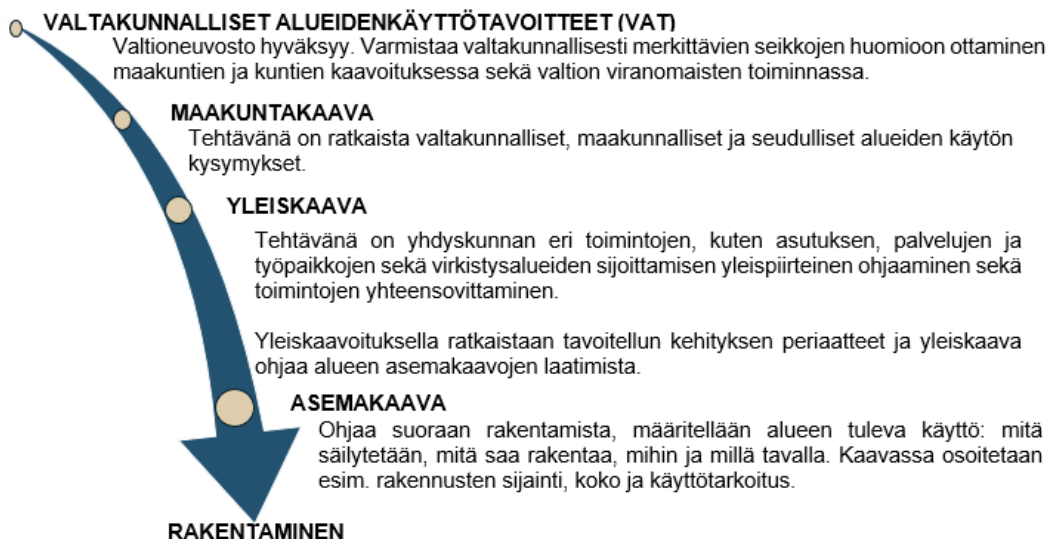 VALTAKUNNALLISET ALUEIDENKÄYTTÖTAVOITTEET (VAT)
Valtioneuvosto hyväksyy. Varmistaa valtakunnallisesti merkittävien seikkojen huomioon ottaminen
maakuntien ja kuntien kaavoituksessa sekä valtion viranomaisten toiminnassa.
MAAKUNTAKAAVA
Tehtävänä on ratkaista valtakunnalliset, maakunnalliset ja seudulliset alueiden käytön
kysymykset.
YLEISKAAVA
Tehtävänä on yhdyskunnan eri toimintojen, kuten asutuksen, palvelujen ja
työpaikkojen sekä virkistysalueiden sijoittamisen yleispiirteinen ohjaaminen sekä
toimintojen yhteensovittaminen.
Yleiskaavoituksella ratkaistaan tavoitellun kehityksen periaatteet ja yleiskaava
ohjaa alueen asemakaavojen laatimista.
ASEMAKAAVA
Ohjaa suoraan rakentamista, määritellään alueen tuleva käyttö: mitä
säilytetään, mitä saa rakentaa, mihin ja millä tavalla. Kaavassa osoitetaan
esim. rakennusten sijainti, koko ja käyttötarkoitus.
RAKENTAMINEN